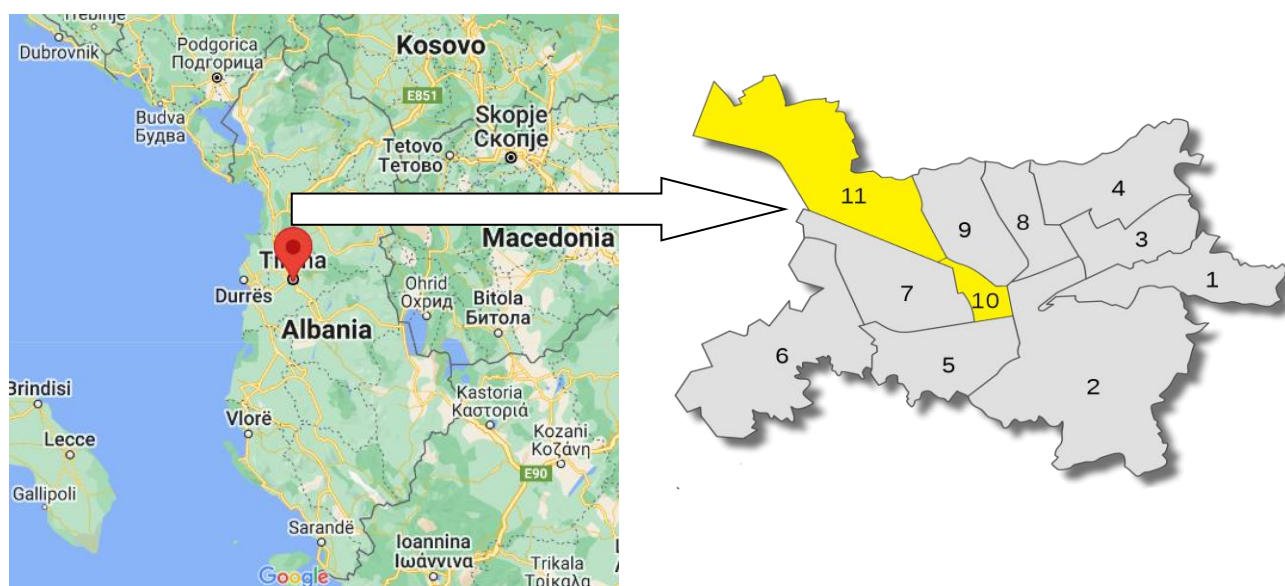 Trebinje
Dubrovnik
Podgorica
Подгорица
Kosovo
E851
Budva
Будва
Skopje
Скопје
Tetovo
Тетово
Macedonia
Durrës
Ohrid
Охрид
Bitola
Битола
Albania
Brindisi
Kastoria
Καστοριά
Vlorë
Lecce
Kozani
Κοζάνη
E90
Gallipoli
Sarandë
Ioannina
Ιωάννινα
Trikala
Τρίκαλα
Google
11
9
8
4
3
1
7
10
6
5
2